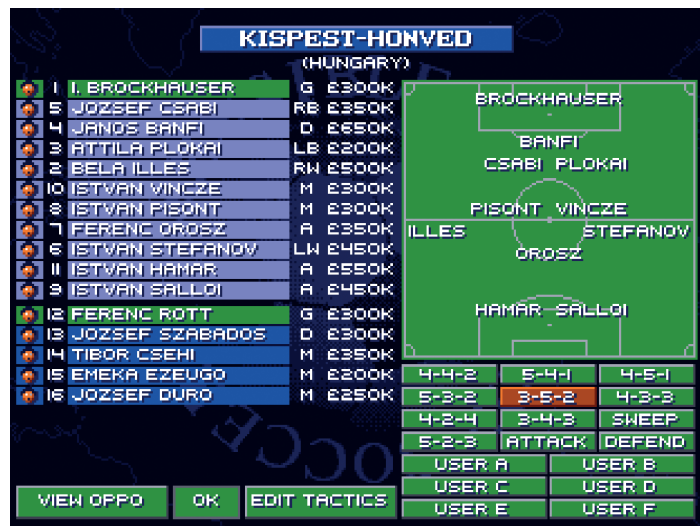 KISPEST-HONVED
(HUNGARY)
1 I. BROCKHAUSER G £300K
5 JOZSEF CSABI RB £350K
4 JANOS BANFI D £650K
3 ATTILA PLOKAI LB £200K
2 BELA ILLES RW £500K
10 ISTVAN VINCZE M £300K
8 ISTVAN PISONT M £300K
7 FERENC OROSZ A £350K
6 ISTVAN STEFANOV LW £450K
11 ISTVAN HAMAR A £550K
9 ISTVAN SALLOI A £450K
12 FERENC ROTT G £300K
13 JOZSEF SZABADOS D £300K
14 TIBOR CSEHI M £350K
15 EMEKA EZEUGO M £200K
16 JOZSEF DURO M £250K
BROCKHAUSER
BANFI
CSABI PLOKAI
PISONT VINCZE
ILLES STEFANOV
OROSZ
HAMAR SALLOI
4-4-2 5-4-1 4-5-1
5-3-2 3-5-2 4-3-3
4-2-4 3-4-3 SWEEP
5-2-3 ATTACK DEFEND
USER A USER B
USER C USER D
USER E USER F
VIEW OPPO OK EDIT TACTICS